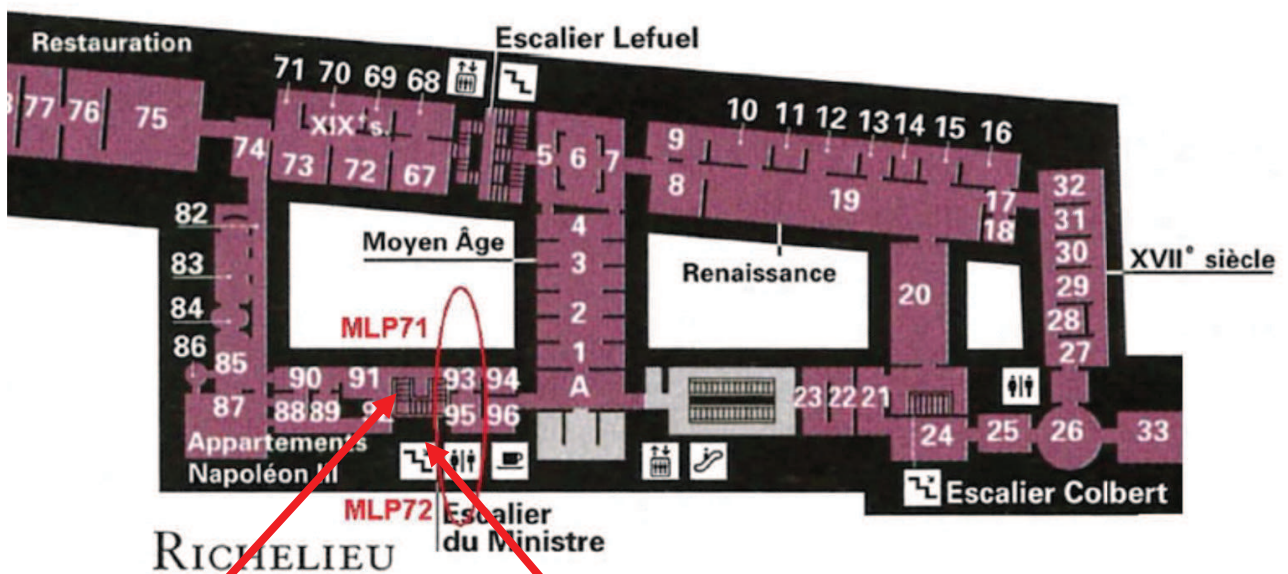 Restauration
Escalier Lefuel
71 70 69 68
XIXe s.
77 76 75 74
73 72 67
5 6 7
9 10 11 12 13 14 15 16
8 19 17 18
32
31
30
29
28
27
4
3
2
1
A
Moyen Âge
Renaissance
XVII° siècle
20
82
83
84
86
85
87
MLP71
90 91 93 94
88 89 92 95 96
23 22 21
24 25 26 33
Appartements
Napoléon III
MLP72
Escalier
du Ministre
Escalier Colbert
RICHELIEU